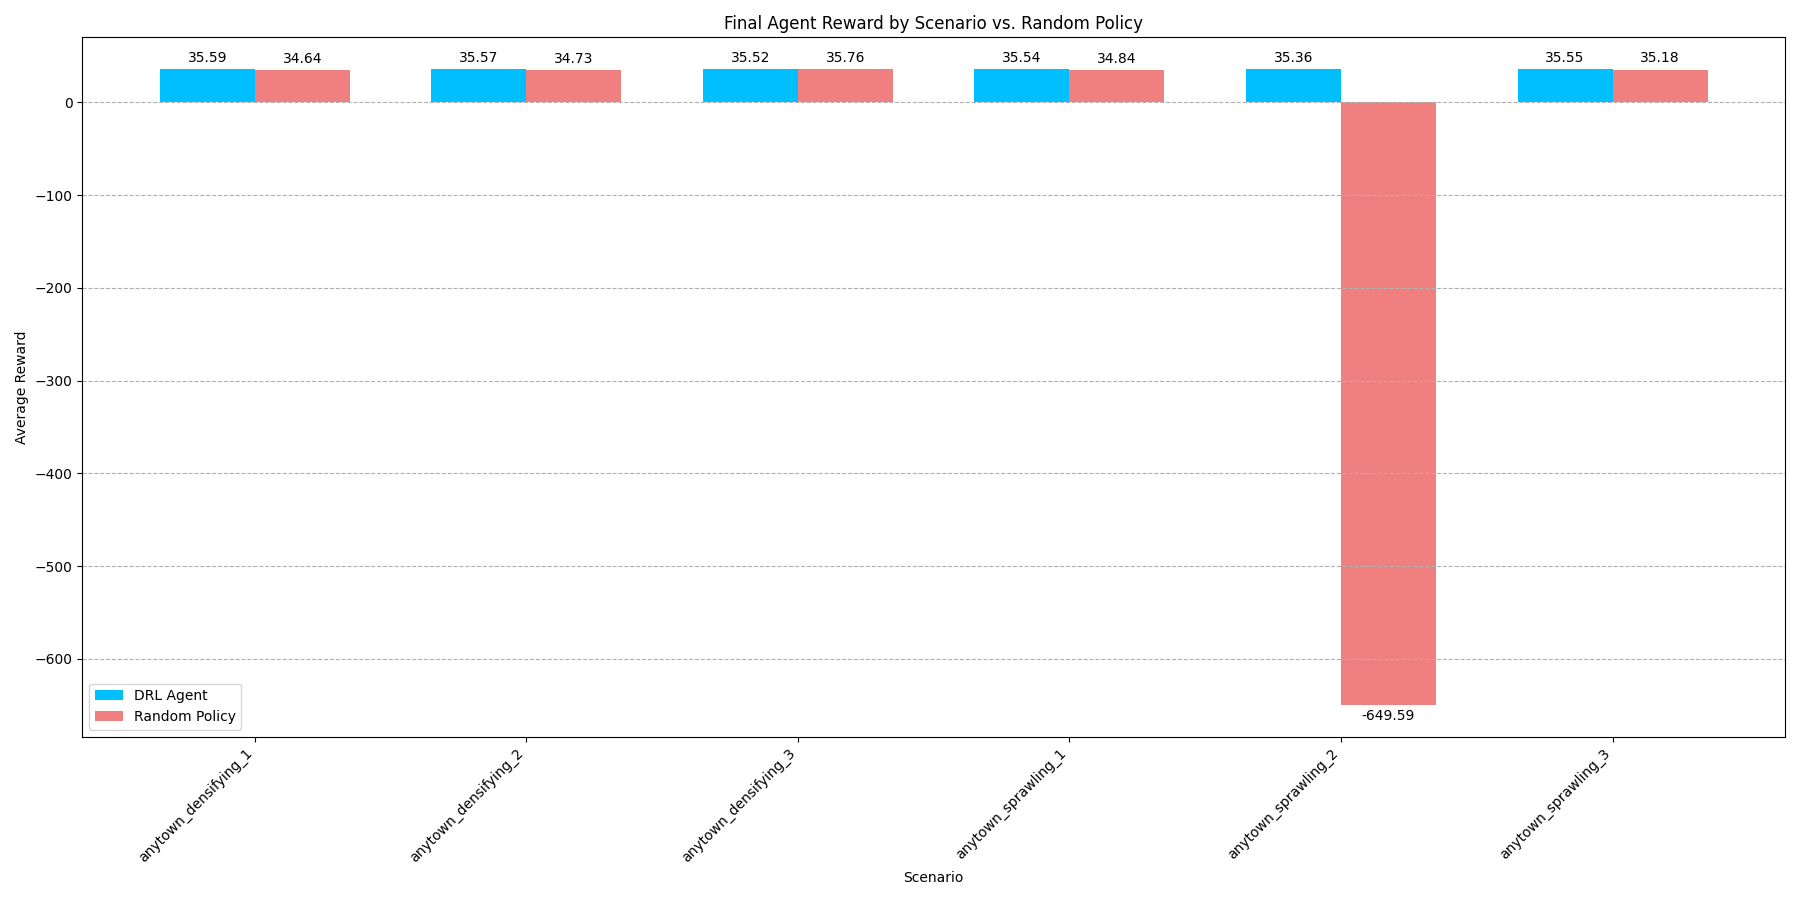 Final Agent Reward by Scenario vs. Random Policy
35.59
34.64
35.57
34.73
35.52
35.76
35.54
34.84
35.36
-649.59
35.55
35.18
0
−100
−200
−300
−400
−500
−600
Average Reward
DRL Agent
Random Policy
anytown_densifying_1
anytown_densifying_2
anytown_densifying_3
anytown_sprawling_1
anytown_sprawling_2
anytown_sprawling_3
Scenario